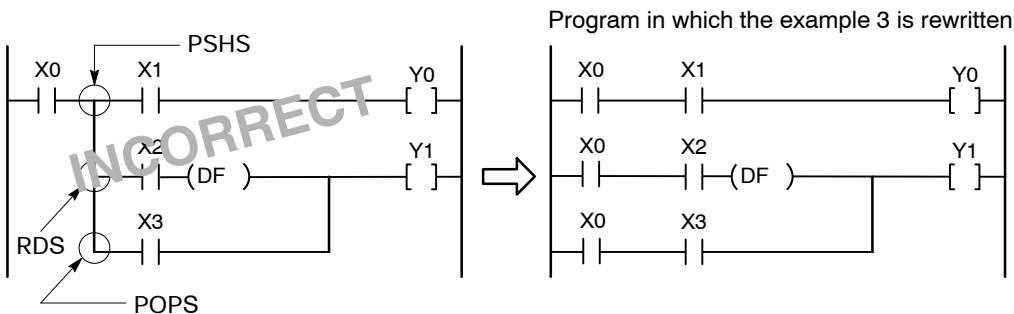 Program in which the example 3 is rewritten
PSHS
X0 X1 Y0
INCORRECT
X2 Y1
(DF )
X3
RDS
POPS
X0 X1 Y0
X0 X2 Y1
(DF )
X0 X3